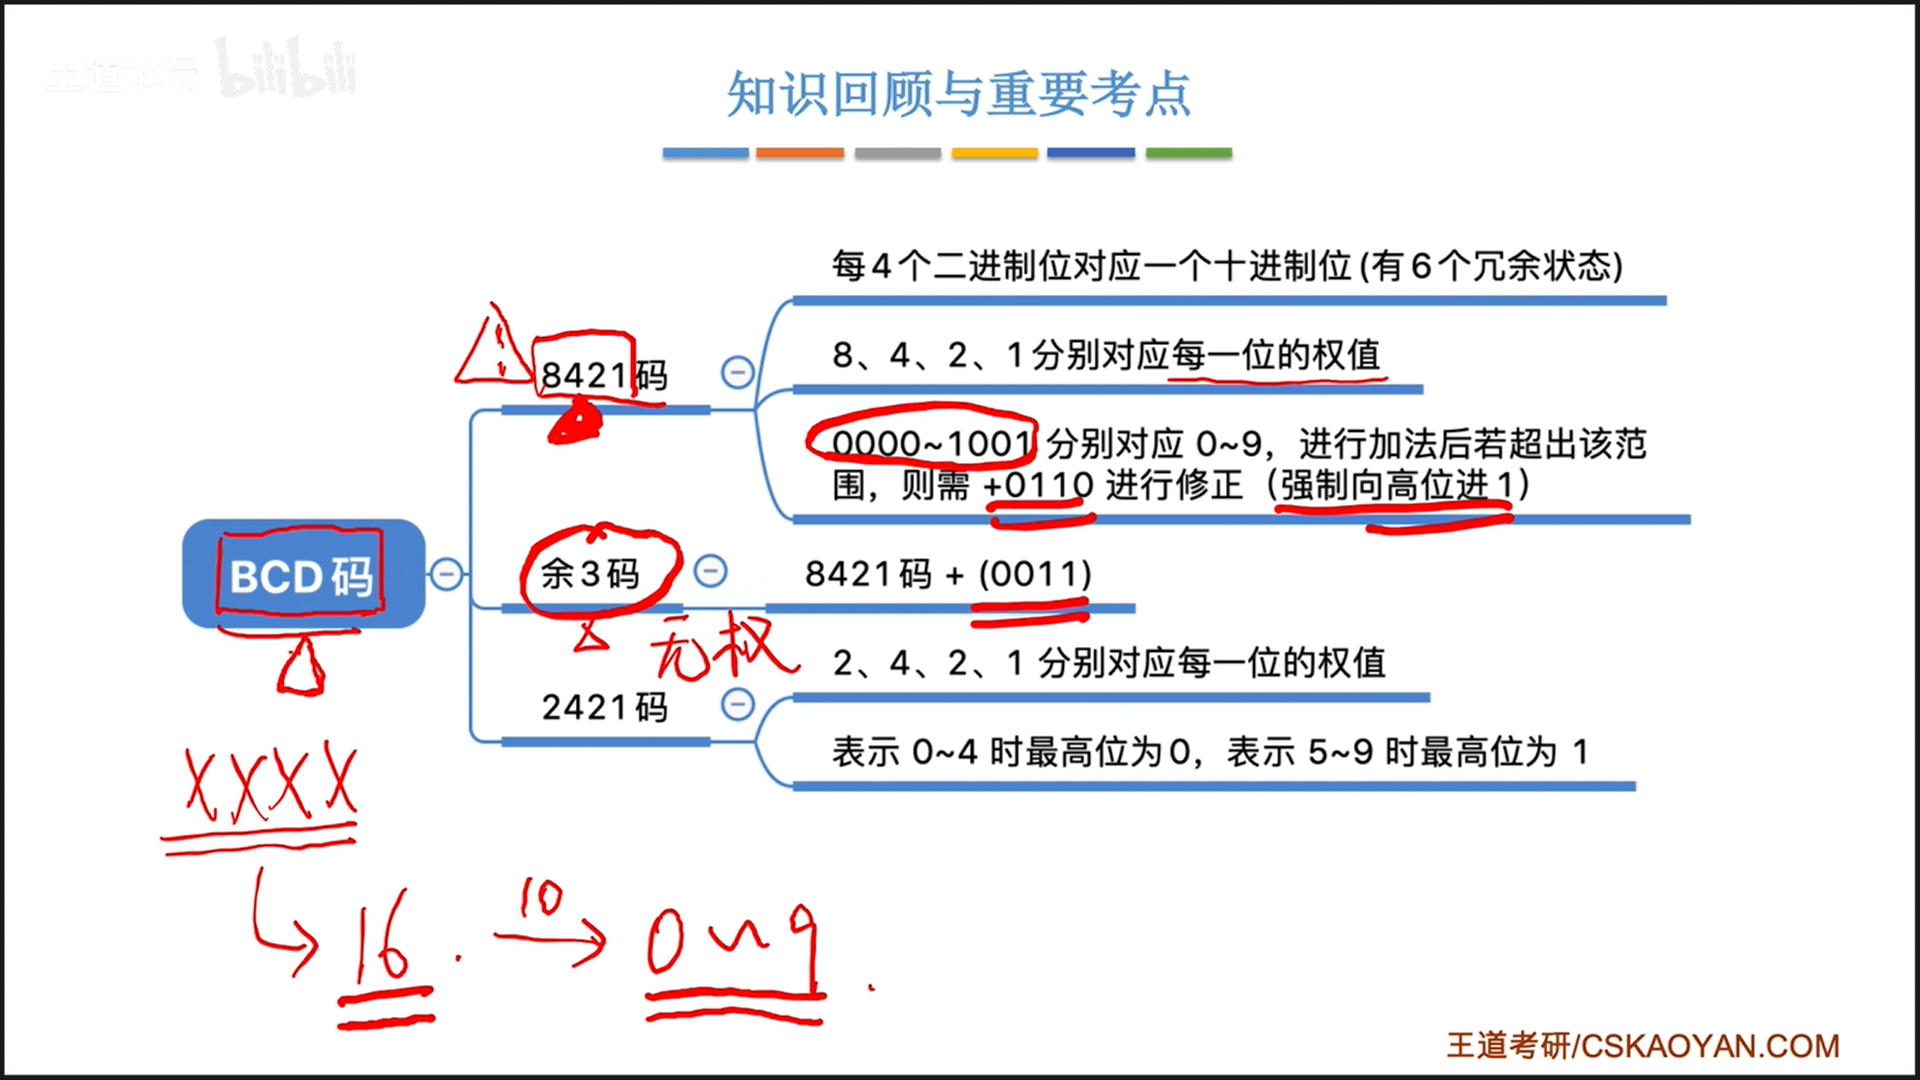 王道论坛 bilibili
知识回顾与重要考点
每4个二进制位对应一个十进制位(有6个冗余状态)
8421码
8、4、2、1分别对应每一位的权值
0000~1001 分别对应 0~9，进行加法后若超出该范
围，则需 +0110 进行修正（强制向高位进1）
BCD码
余3码
8421码 + (0011)
无权
2421码
2、4、2、1 分别对应每一位的权值
表示 0~4 时最高位为0，表示 5~9 时最高位为 1
XXXX
16. 10 0~9.
王道考研/CSKAOYAN.COM